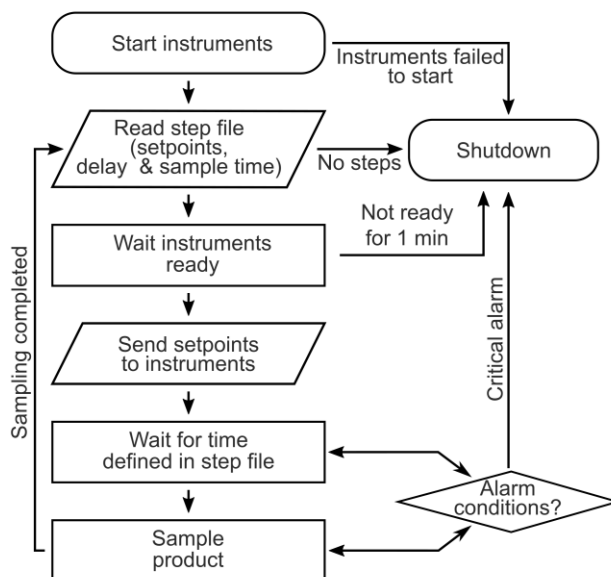 Start instruments
Instruments failed
to start
Read step file
(setpoints,
delay & sample time)
No steps
Shutdown
Wait instruments
ready
Not ready
for 1 min
Send setpoints
to instruments
Sampling completed
Critical alarm
Wait for time
defined in step file
Alarm
conditions?
Sample
product